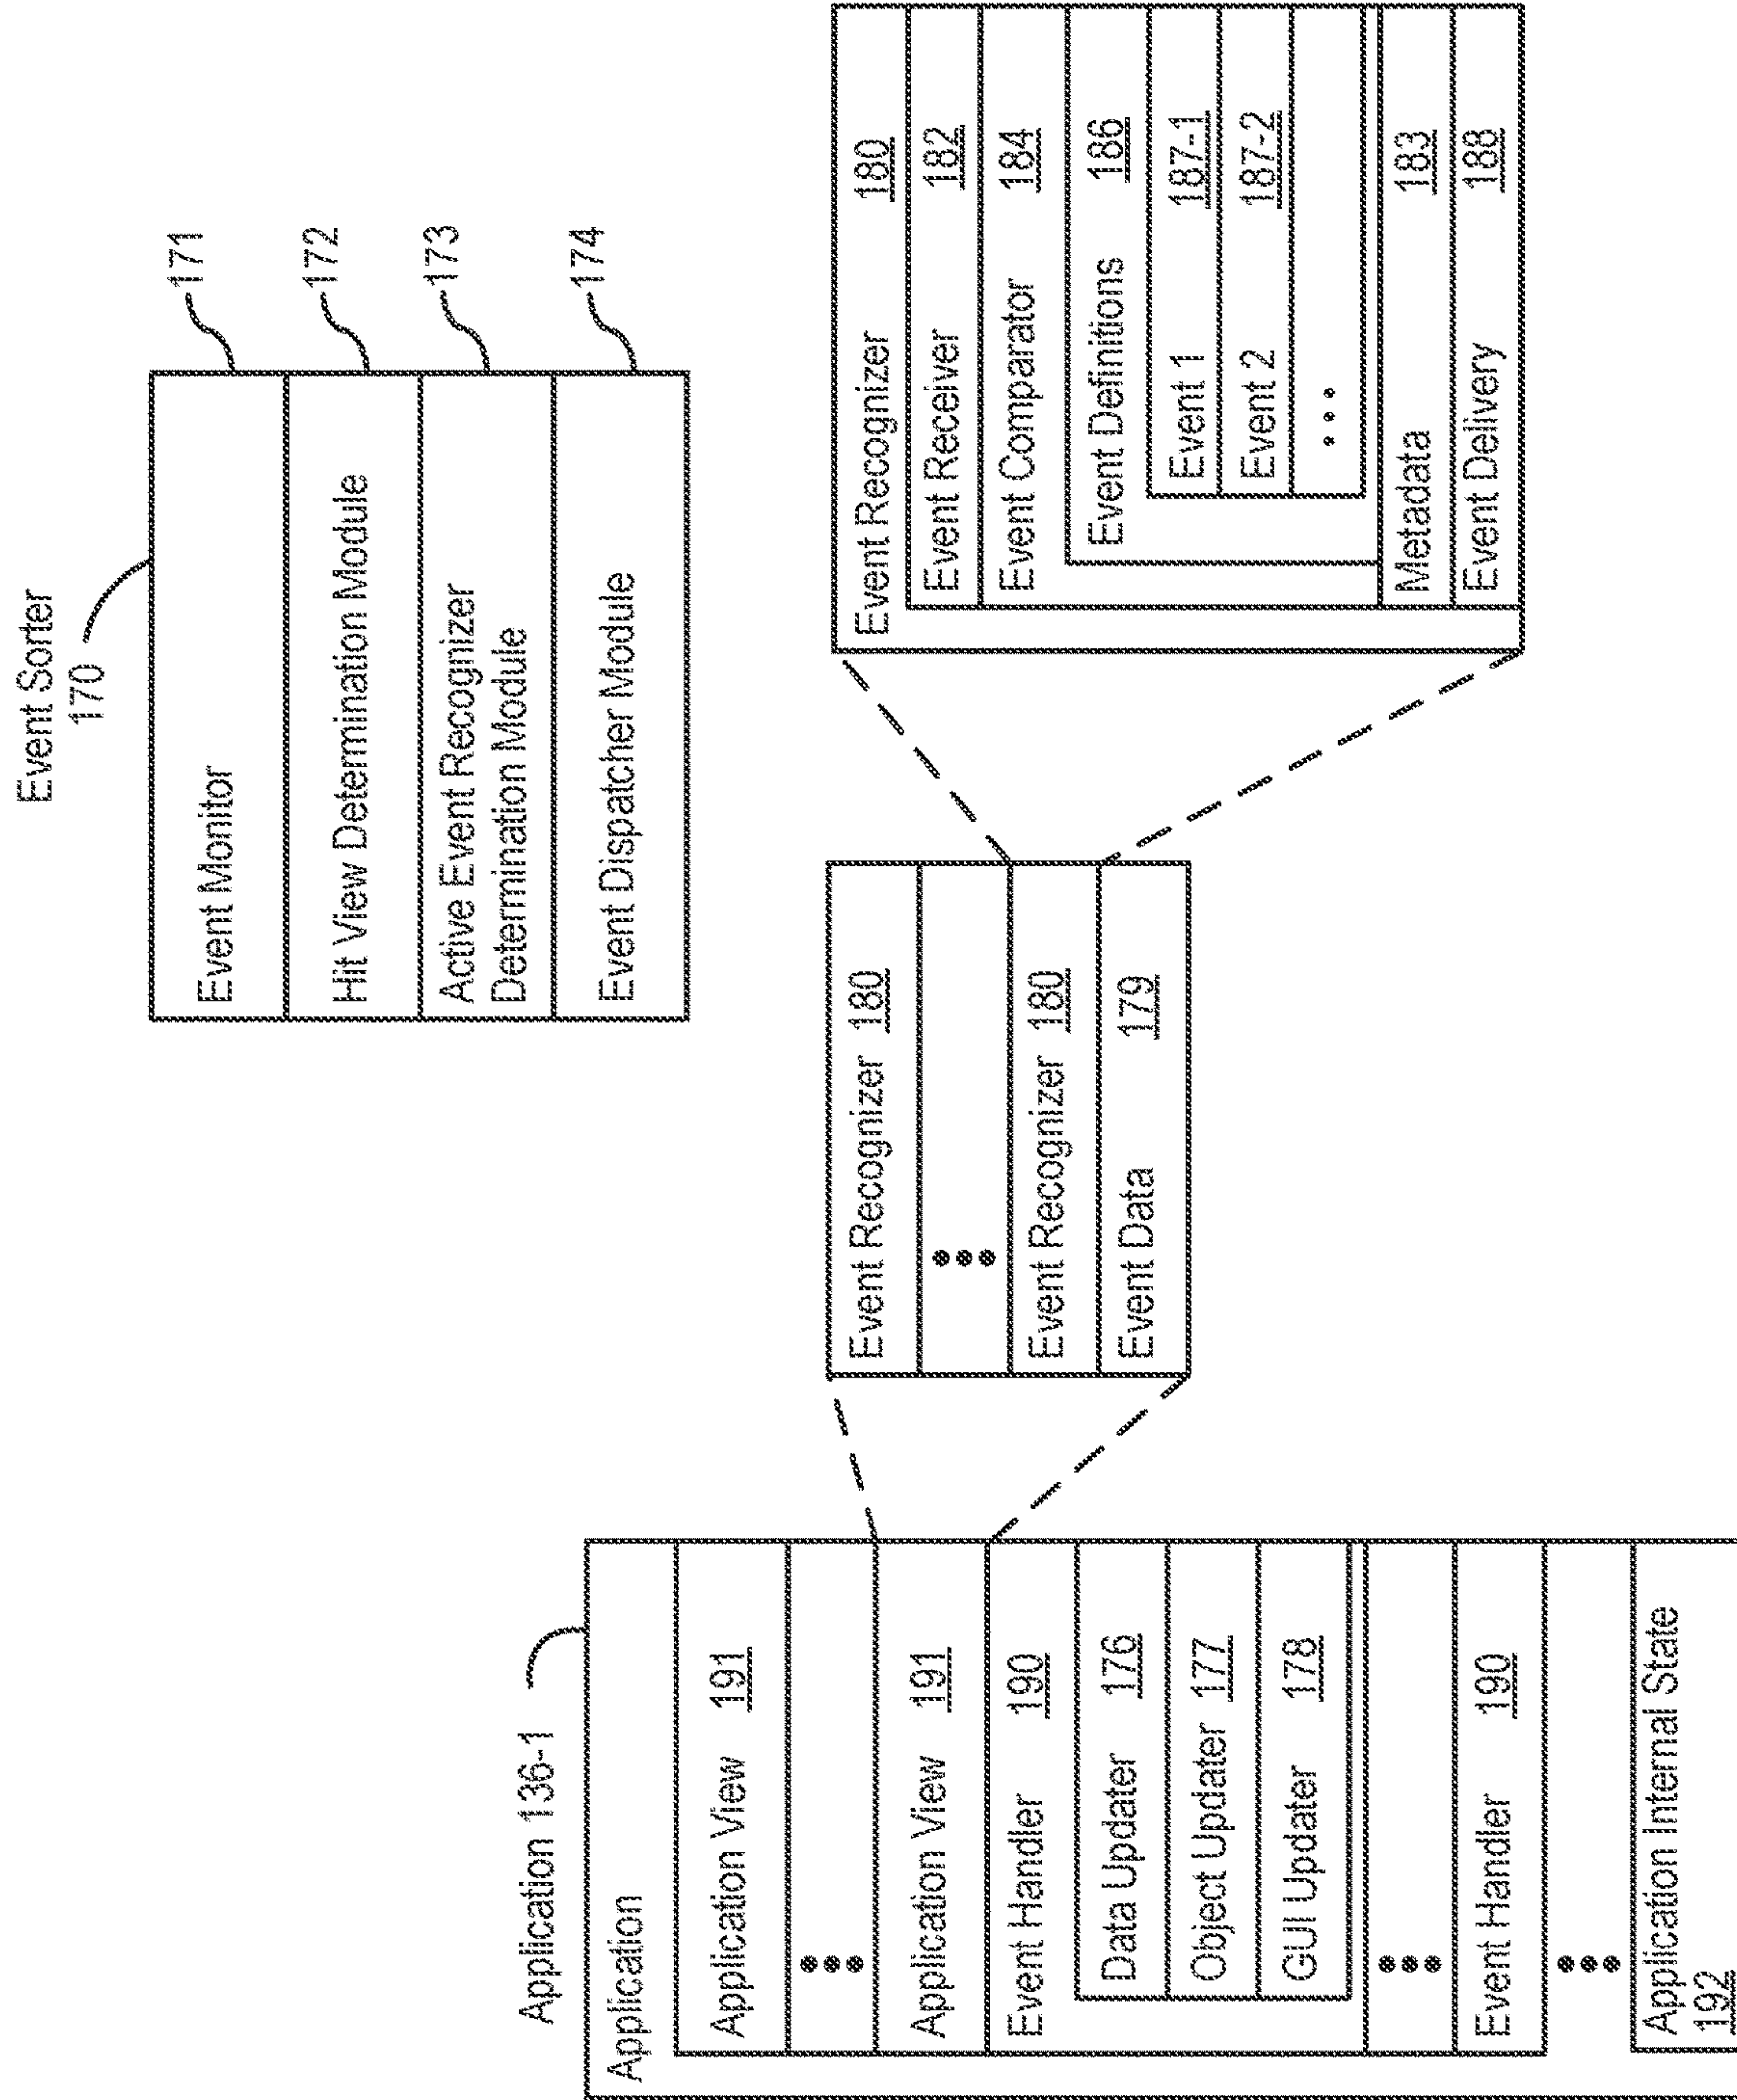 Event Sorter
170
Event Monitor
171
Hit View Determination Module
172
Active Event Recognizer
Determination Module
173
Event Dispatcher Module
174
Application 136-1
Application
Application View 191
•••
Application View 191
Event Handler 190
Data Updater 176
Object Updater 177
GUI Updater 178
•••
Event Handler 190
•••
Application Internal State
192
Event Recognizer 180
•••
Event Recognizer 180
Event Data 179
Event Recognizer 180
Event Receiver 182
Event Comparator 184
Event Definitions 186
Event 1 187-1
Event 2 187-2
•••
Metadata 183
Event Delivery 188